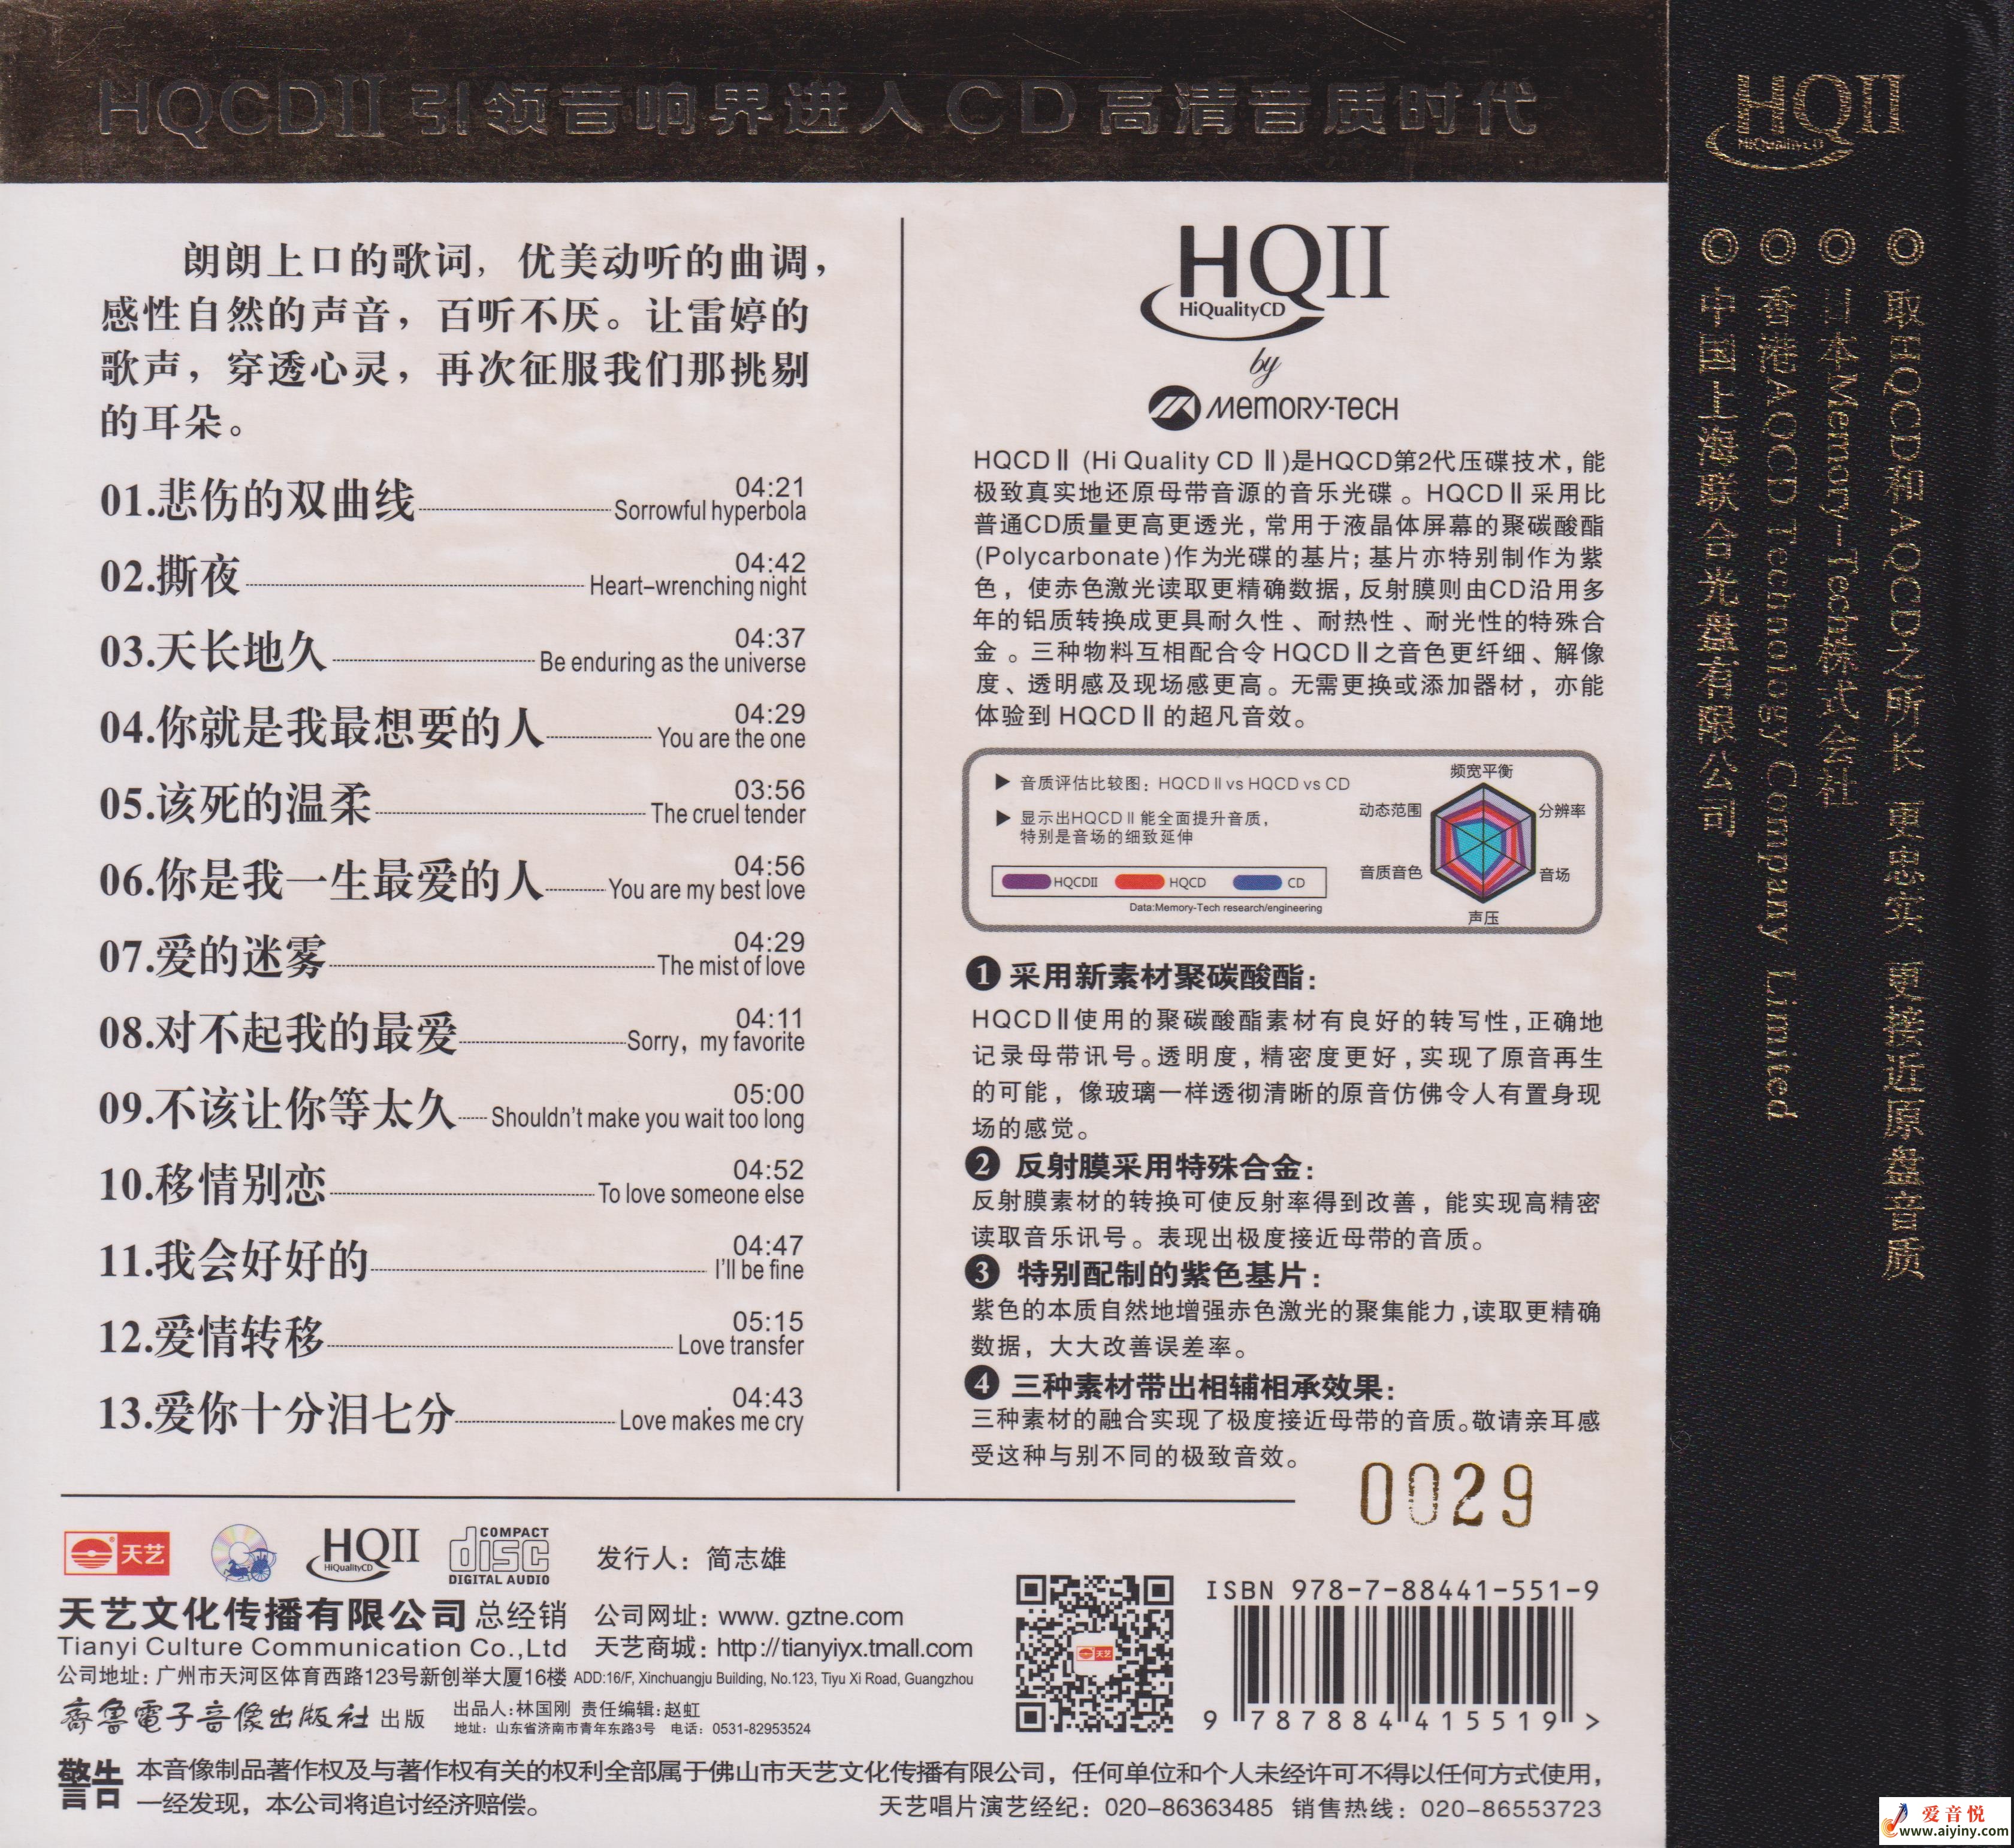 HQCDII 引领音响界进入CD高清音质时代
朗朗上口的歌词，优美动听的曲调，
感性自然的声音，百听不厌。让雷婷的
歌声，穿透心灵，再次征服我们那挑剔
的耳朵。
01.悲伤的双曲线 04:21 Sorrowful hyperbola
02.撕夜 04:42 Heart-wrenching night
03.天长地久 04:37 Be enduring as the universe
04.你就是我最想要的人 04:29 You are the one
05.该死的温柔 03:56 The cruel tender
06.你是我一生最爱的人 04:56 You are my best love
07.爱的迷雾 04:29 The mist of love
08.对不起我的最爱 04:11 Sorry, my favorite
09.不该让你等太久 05:00 Shouldn't make you wait too long
10.移情别恋 04:52 To love someone else
11.我会好好的 04:47 I'll be fine
12.爱情转移 05:15 Love transfer
13.爱你十分泪七分 04:43 Love makes me cry
HQII
HiQualityCD
by
MEMORY-TECH
HQCDⅡ (Hi Quality CD Ⅱ)是HQCD第2代压碟技术，能
极致真实地还原母带音源的音乐光碟。HQCDⅡ采用比
普通CD质量更高更透光，常用于液晶体屏幕的聚碳酸酯
(Polycarbonate)作为光碟的基片；基片亦特别制作为紫
色，使赤色激光读取更精确数据，反射膜则由CD沿用多
年的铝质转换成更具耐久性、耐热性、耐光性的特殊合
金。三种物料互相配合令HQCDⅡ之音色更纤细、解像
度、透明感及现场感更高。无需更换或添加器材，亦能
体验到HQCDⅡ的超凡音效。
▶ 音质评估比较图：HQCDⅡ vs HQCD vs CD
▶ 显示出HQCDⅡ能全面提升音质，
特别是音场的细致延伸
HQCDII HQCD CD
Data:Memory-Tech research/engineering
频宽平衡
动态范围 分辨率
音质音色 音场
声压
❶ 采用新素材聚碳酸酯：
HQCDⅡ使用的聚碳酸酯素材有良好的转写性，正确地
记录母带讯号。透明度，精密度更好，实现了原音再生
的可能，像玻璃一样透彻清晰的原音仿佛令人有置身现
场的感觉。
❷ 反射膜采用特殊合金：
反射膜素材的转换可使反射率得到改善，能实现高精密
读取音乐讯号。表现出极度接近母带的音质。
❸ 特别配制的紫色基片：
紫色的本质自然地增强赤色激光的聚集能力，读取更精确
数据，大大改善误差率。
❹ 三种素材带出相辅相承效果：
三种素材的融合实现了极度接近母带的音质。敬请亲耳感
受这种与别不同的极致音效。
0029
天艺
HQII
HiQualityCD
COMPACT
disc
DIGITAL AUDIO
发行人：简志雄
天艺文化传播有限公司 总经销 公司网址：www. gztne.com
Tianyi Culture Communication Co.,Ltd 天艺商城：http://tianyiyx.tmall.com
公司地址：广州市天河区体育西路123号新创举大厦16楼 ADD:16/F, Xinchuangju Building, No.123, Tiyu Xi Road, Guangzhou
齊魯電子音像出版社 出版 出品人:林国刚 责任编辑:赵虹
地址：山东省济南市青年东路3号 电话：0531-82953524
天艺
ISBN 978-7-88441-551-9
9 787884 415519 >
警告 本音像制品著作权及与著作权有关的权利全部属于佛山市天艺文化传播有限公司，任何单位和个人未经许可不得以任何方式使用，
一经发现，本公司将追讨经济赔偿。 天艺唱片演艺经纪：020-86363485 销售热线：020-86553723
HQII
HiQualityCD
◎ 取HQCD和AQCD之所长 更忠实 更接近原盘音质
◎ 日本Memory-Tech株式会社
◎ 香港AQCD Technology Company Limited
◎ 中国上海联合光盘有限公司
爱音悦
www.aiyiny.com